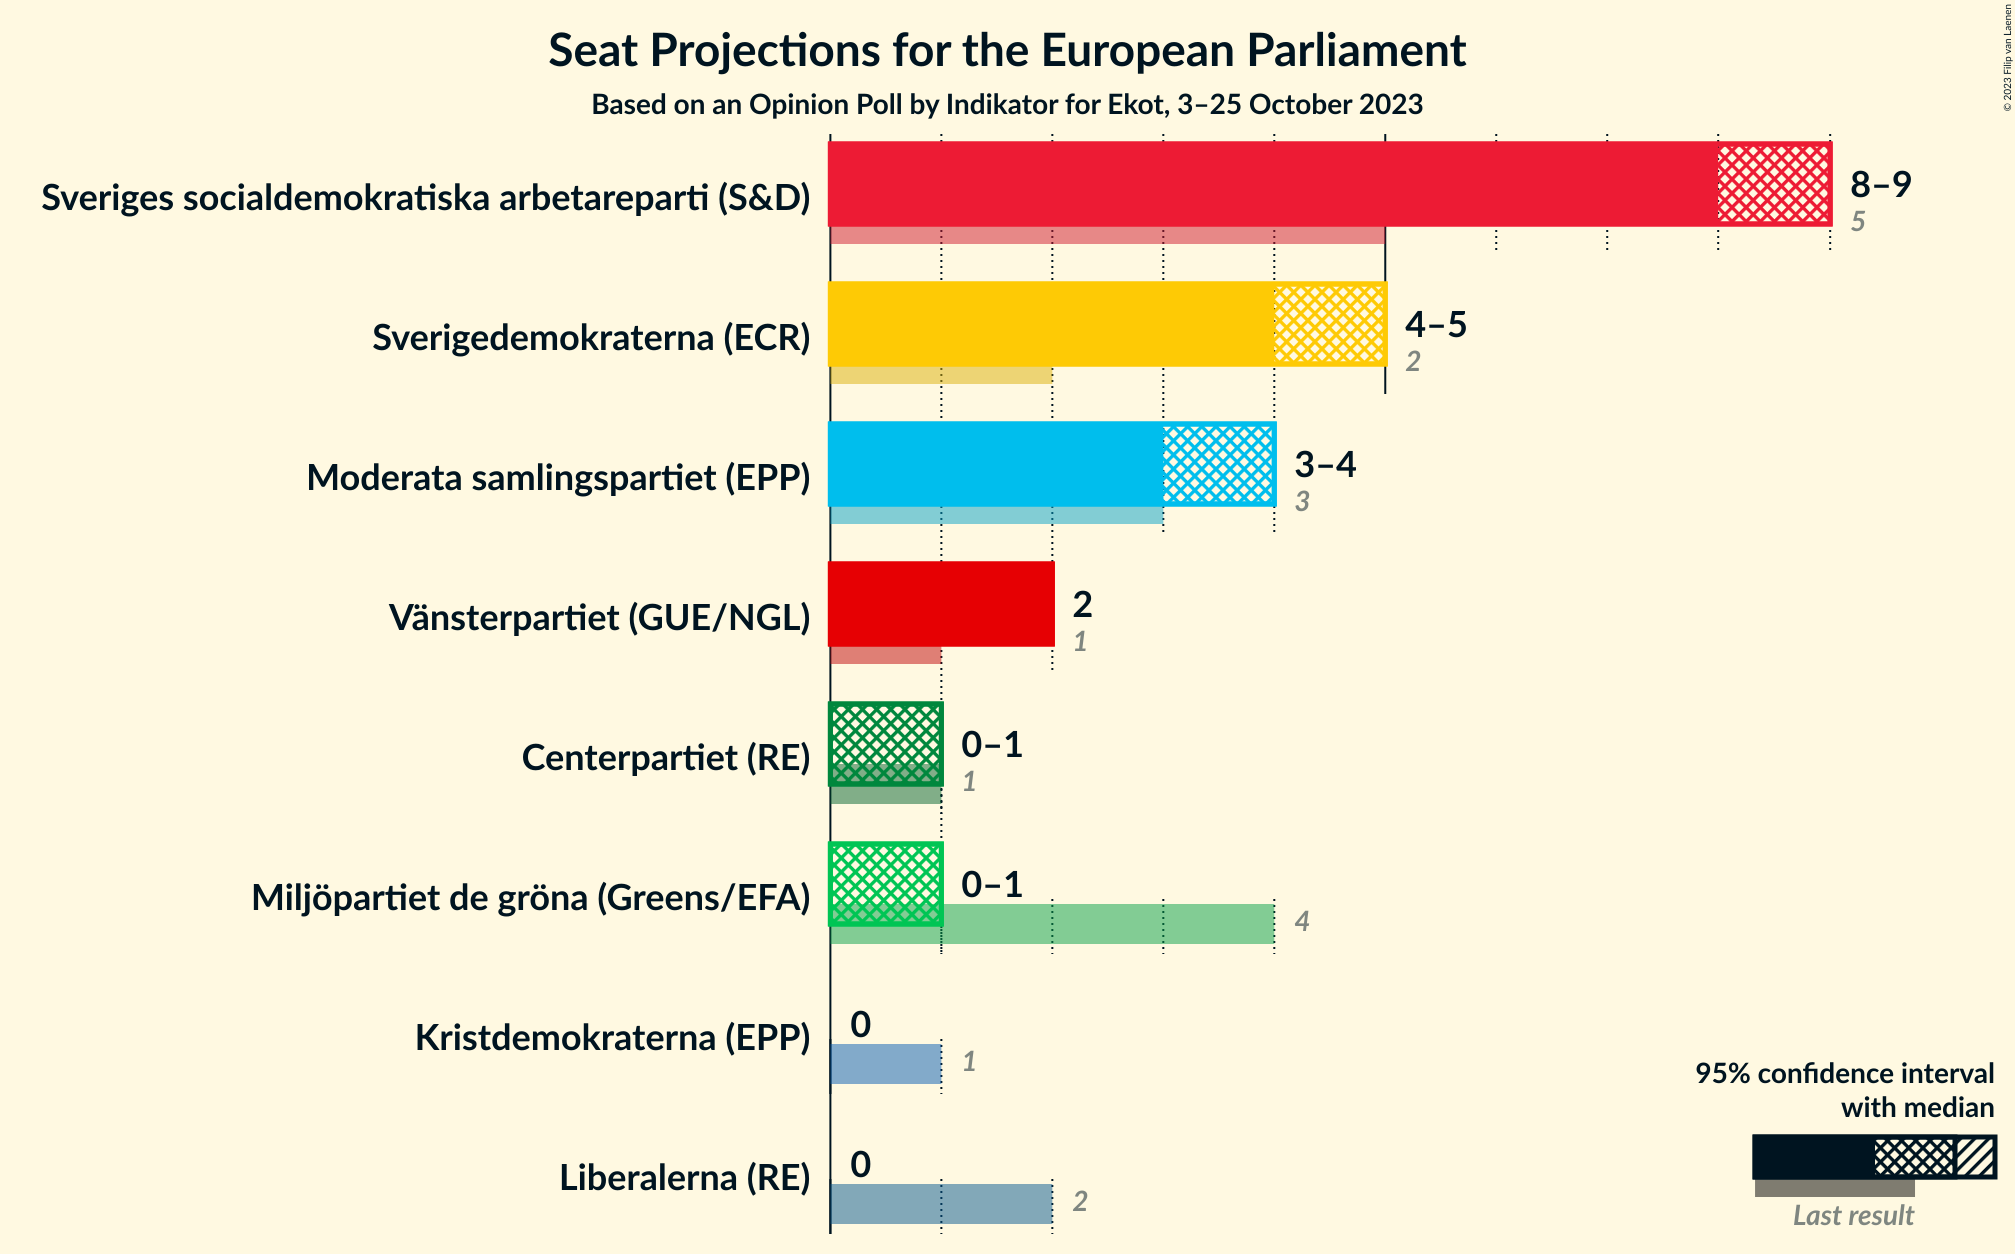 Seat Projections for the European Parliament
Based on an Opinion Poll by Indikator for Ekot, 3–25 October 2023
© 2023 Filip van Laenen
Sveriges socialdemokratiska arbetareparti (S&D)
8–9
5
Sverigedemokraterna (ECR)
4–5
2
Moderata samlingspartiet (EPP)
3–4
3
Vänsterpartiet (GUE/NGL)
2
1
Centerpartiet (RE)
0–1
1
Miljöpartiet de gröna (Greens/EFA)
0–1
4
Kristdemokraterna (EPP)
0
1
Liberalerna (RE)
0
2
95% confidence interval
with median
Last result